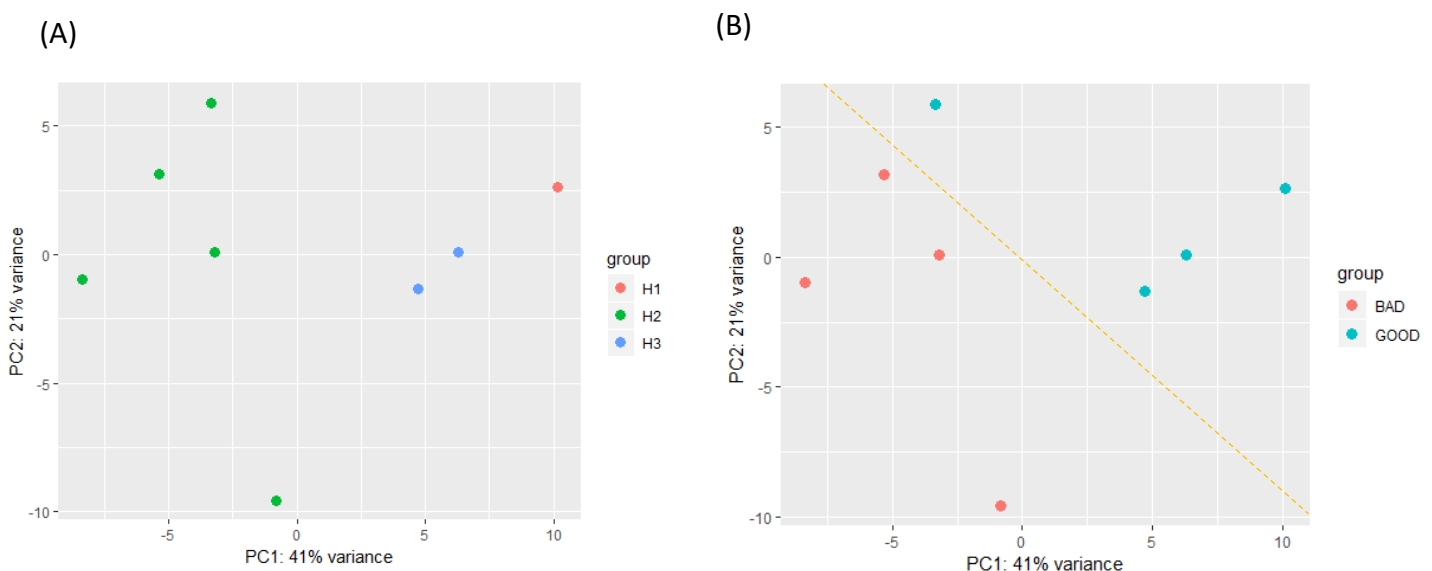 (A)
5
0
-5
-10
PC2: 21% variance
-5
0
5
10
PC1: 41% variance
group
H1
H2
H3
(B)
5
0
-5
-10
PC2: 21% variance
-5
0
5
10
PC1: 41% variance
group
BAD
GOOD